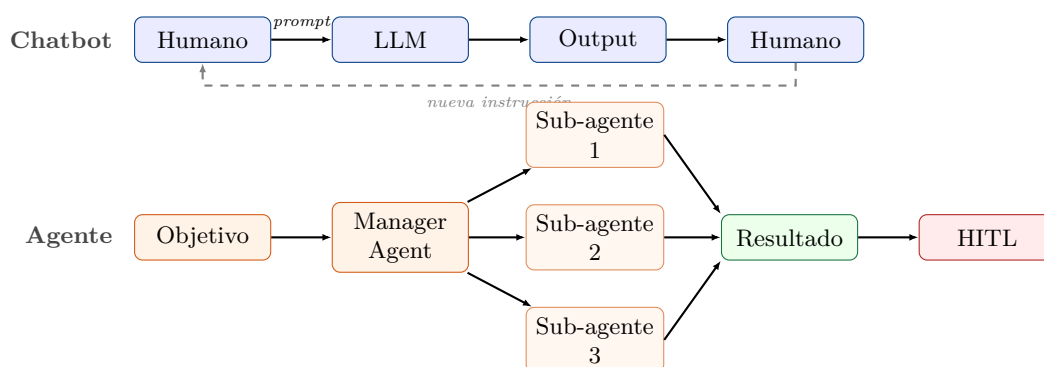 Chatbot
Humano
prompt
LLM
Output
Humano
nueva instrucción
Agente
Objetivo
Manager
Agent
Sub-agente
1
Sub-agente
2
Sub-agente
3
Resultado
HITL